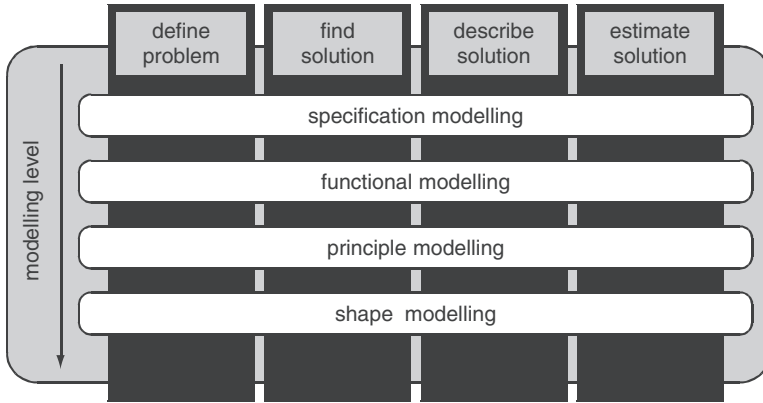 define
problem
find
solution
describe
solution
estimate
solution
specification modelling
functional modelling
principle modelling
shape modelling
modelling level